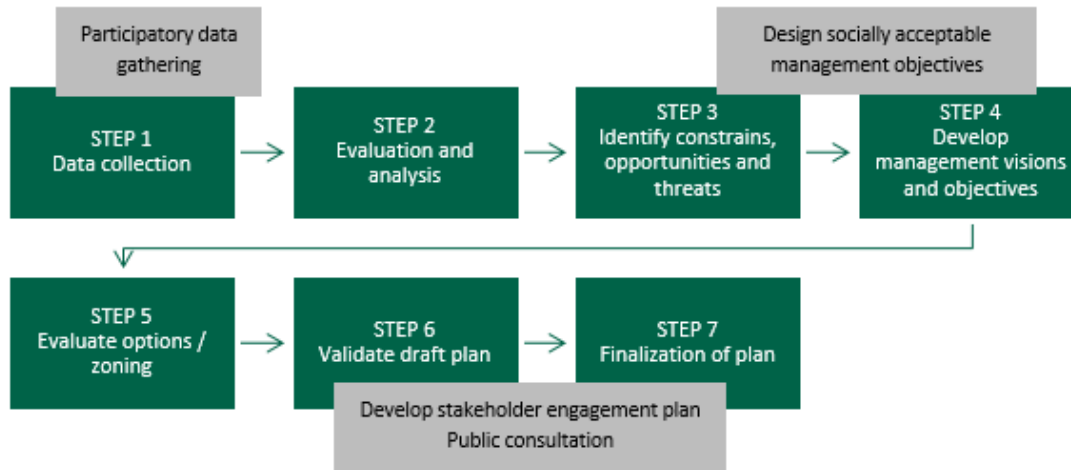 Participatory data
gathering
Design socially acceptable
management objectives
STEP 1
Data collection
STEP 2
Evaluation and
analysis
STEP 3
Identify constrains,
opportunities and
threats
STEP 4
Develop
management visions
and objectives
STEP 5
Evaluate options /
zoning
STEP 6
Validate draft plan
STEP 7
Finalization of plan
Develop stakeholder engagement plan
Public consultation